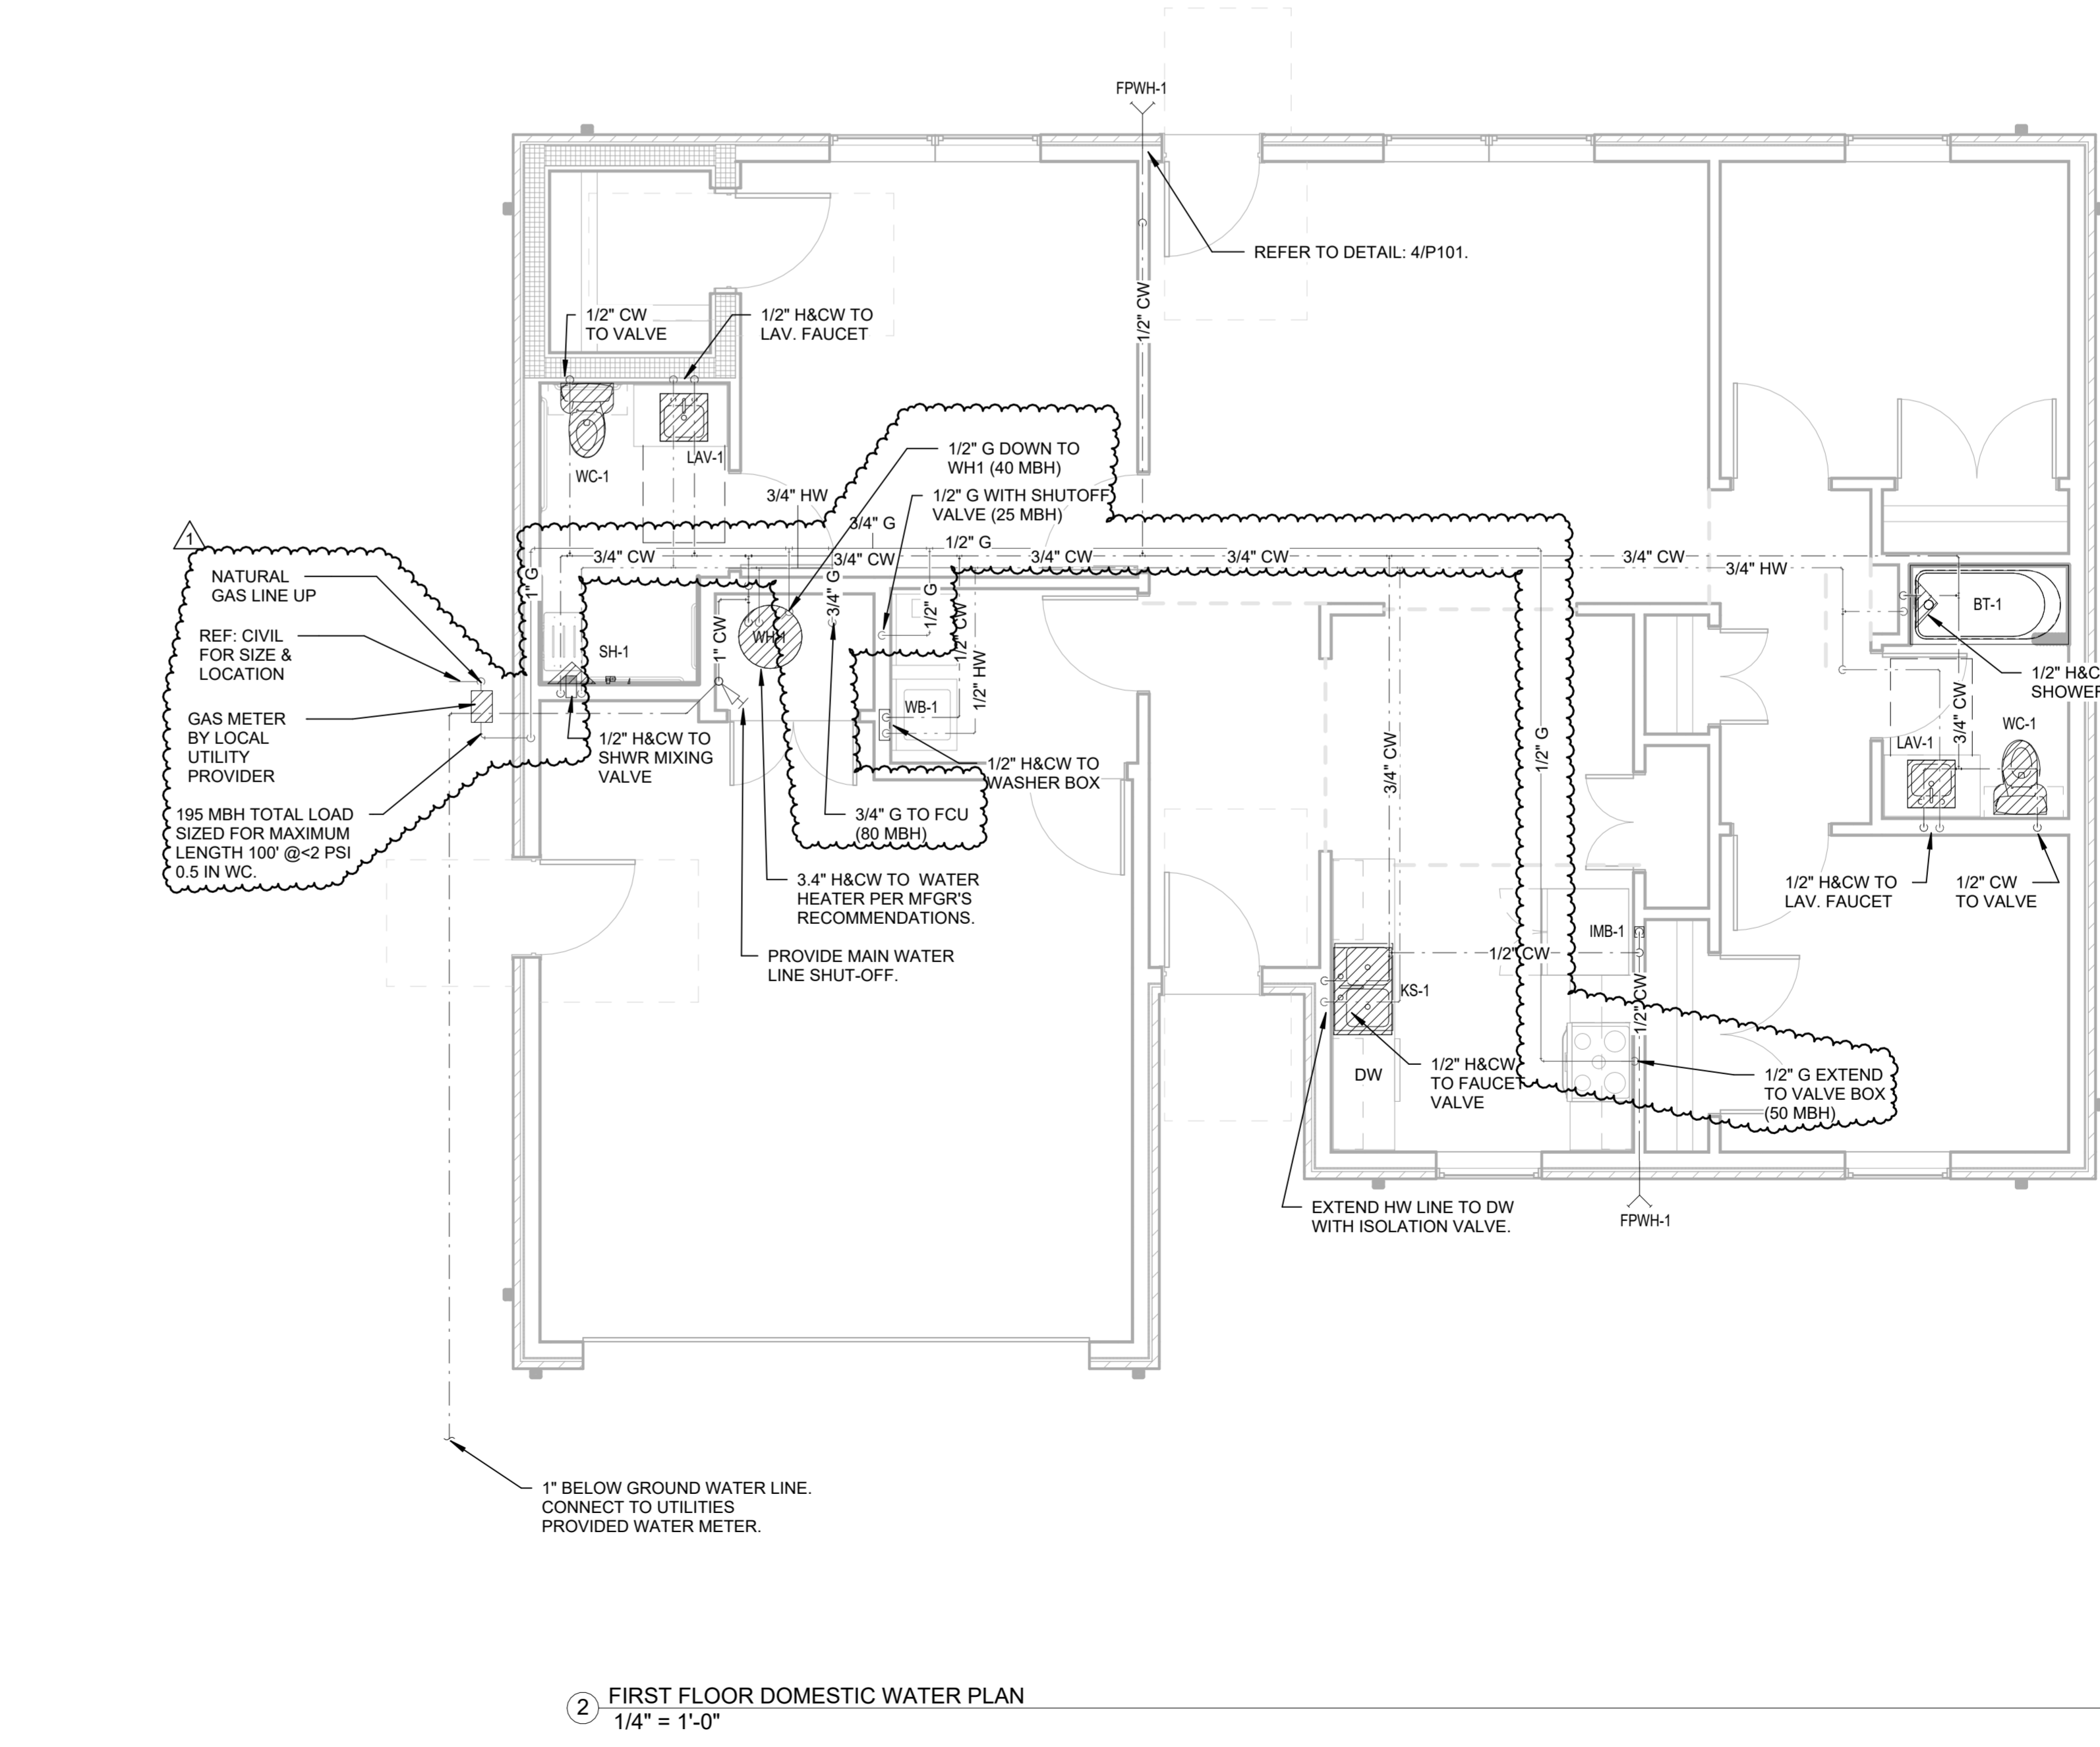 FPWH-1
REFER TO DETAIL: 4/P101.
1/2" CW
1/2" CW
TO VALVE
1/2" H&CW TO
LAV. FAUCET
WC-1
LAV-1
1/2" G DOWN TO
WH1 (40 MBH)
1/2" G WITH SHUTOFF
VALVE (25 MBH)
3/4" HW
3/4" G
1/2" G
3/4" CW
3/4" CW
3/4" CW
3/4" CW
3/4" CW
3/4" HW
1
NATURAL
GAS LINE UP
REF: CIVIL
FOR SIZE &
LOCATION
GAS METER
BY LOCAL
UTILITY
PROVIDER
195 MBH TOTAL LOAD
SIZED FOR MAXIMUM
LENGTH 100' @<2 PSI
0.5 IN WC.
1" G
SH-1
1" CW
3/4" G
1/2" G
1/2" CW
1/2" HW
WB-1
1/2" H&CW TO
SHWR MIXING
VALVE
1/2" H&CW TO
WASHER BOX
3/4" G TO FCU
(80 MBH)
3.4" H&CW TO WATER
HEATER PER MFGR'S
RECOMMENDATIONS.
PROVIDE MAIN WATER
LINE SHUT-OFF.
BT-1
1/2" H&C
SHOWER
3/4" CW
WC-1
LAV-1
1/2" H&CW TO
LAV. FAUCET
1/2" CW
TO VALVE
3/4" CW
1/2" G
IMB-1
1/2" CW
1/2" CW
KS-1
DW
1/2" H&CW
TO FAUCET
VALVE
1/2" G EXTEND
TO VALVE BOX
(50 MBH)
EXTEND HW LINE TO DW
WITH ISOLATION VALVE.
FPWH-1
1" BELOW GROUND WATER LINE.
CONNECT TO UTILITIES
PROVIDED WATER METER.
2
FIRST FLOOR DOMESTIC WATER PLAN
1/4" = 1'-0"